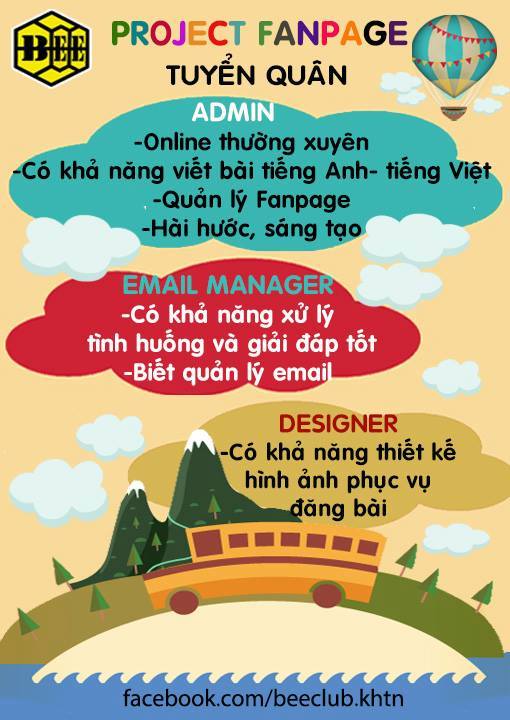 BEE
PROJECT FANPAGE
TUYỂN QUÂN
ADMIN
-Online thường xuyên
-Có khả năng viết bài tiếng Anh- tiếng Việt
-Quản lý Fanpage
-Hài hước, sáng tạo
EMAIL MANAGER
-Có khả năng xử lý
tình huống và giải đáp tốt
-Biết quản lý email
DESIGNER
-Có khả năng thiết kế
hình ảnh phục vụ
đăng bài
facebook.com/beeclub.khtn